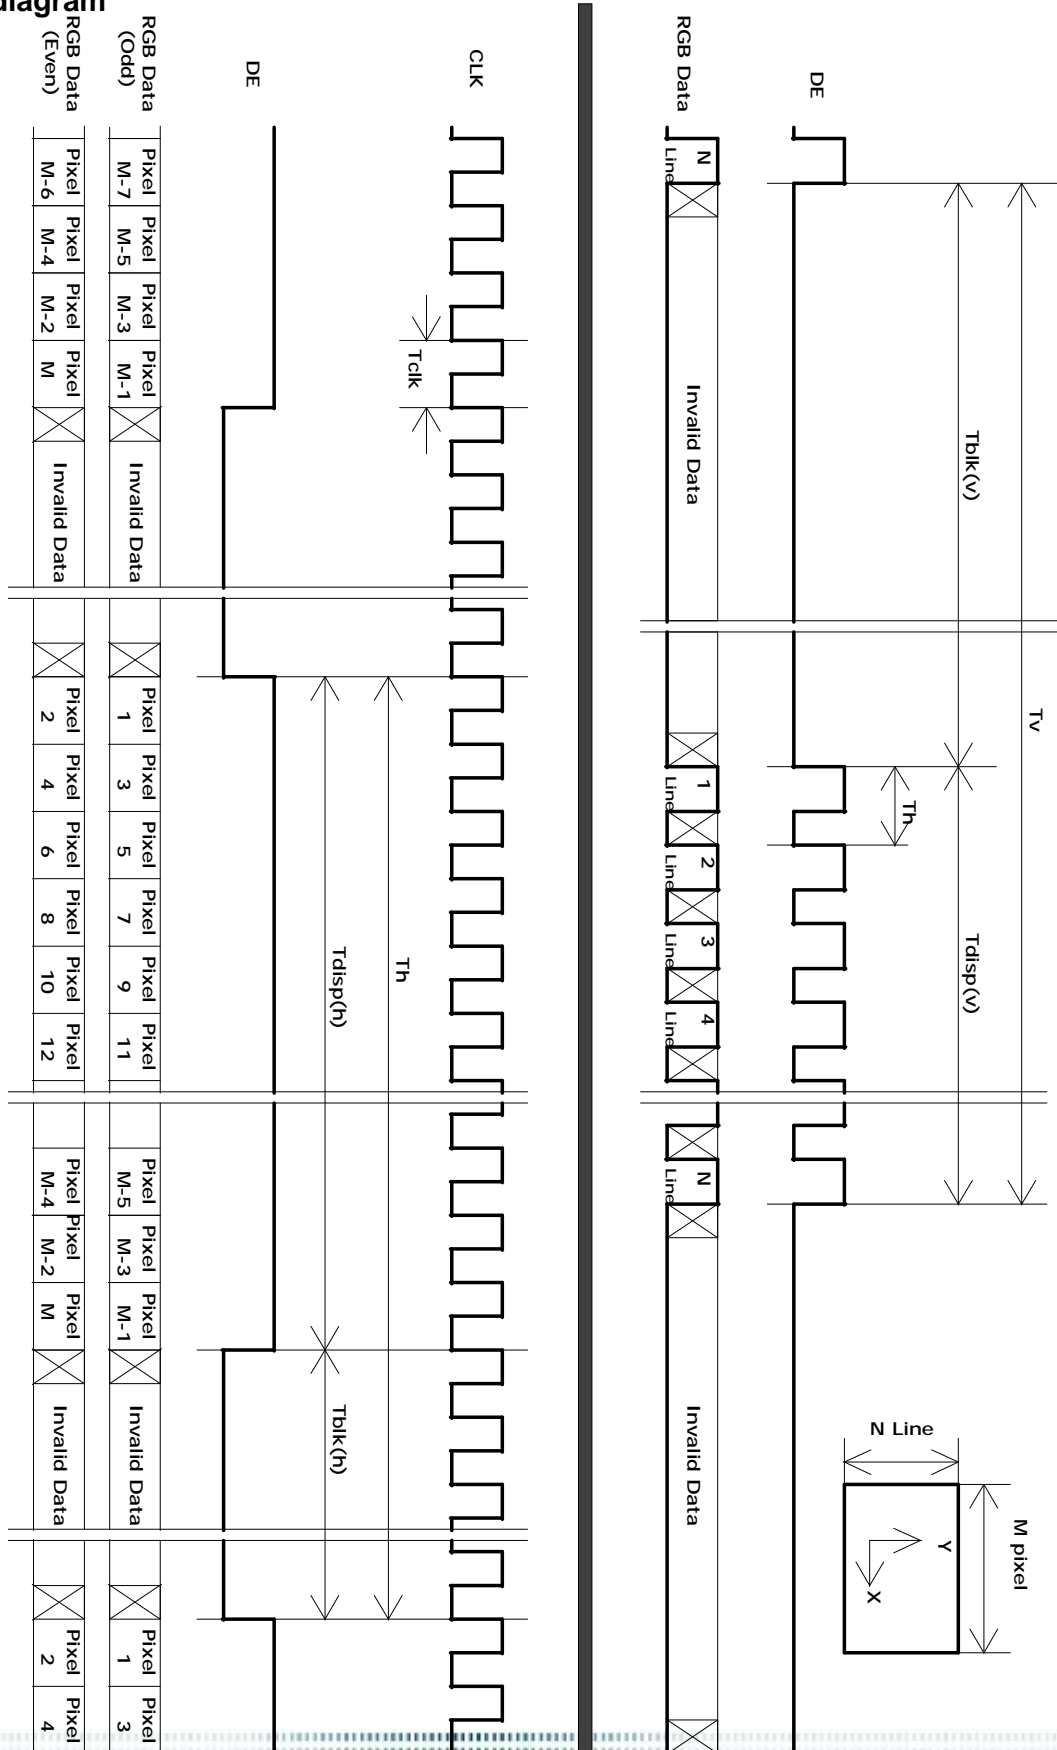 diagram
Tv
Tblk(v)
Tdisp(v)
Th
DE
RGB Data
N Line
Invalid Data
1 Line
2 Line
3 Line
4 Line
N Line
Invalid Data
M pixel
N Line
Y
X
CLK
Tclk
Th
Tdisp(h)
Tblk(h)
DE
RGB Data
(Odd)
Pixel M-7
Pixel M-5
Pixel M-3
Pixel M-1
Invalid Data
Pixel 1
Pixel 3
Pixel 5
Pixel 7
Pixel 9
Pixel 11
Pixel M-5
Pixel M-3
Pixel M-1
Invalid Data
Pixel 1
Pixel 3
RGB Data
(Even)
Pixel M-6
Pixel M-4
Pixel M-2
Pixel M
Invalid Data
Pixel 2
Pixel 4
Pixel 6
Pixel 8
Pixel 10
Pixel 12
Pixel M-4
Pixel M-2
Pixel M
Invalid Data
Pixel 2
Pixel 4